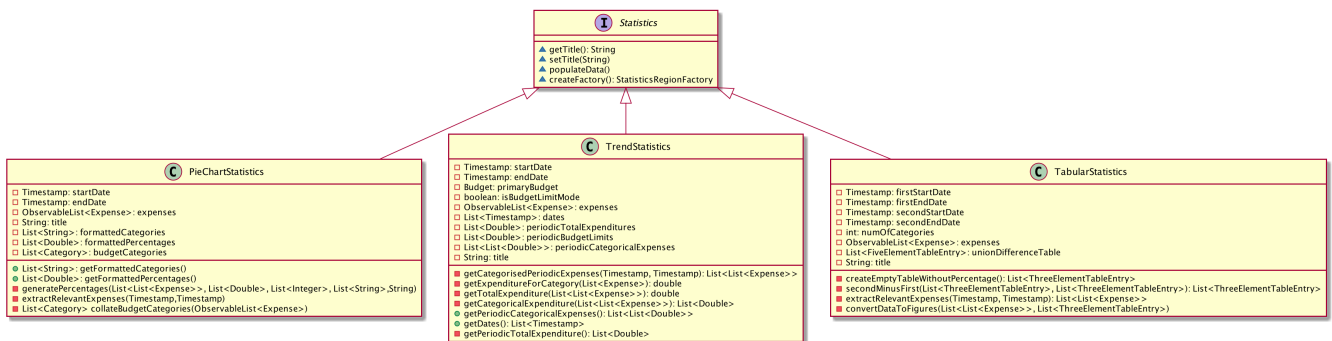 I Statistics
getTitle(): String
setTitle(String)
populateData()
createFactory(): StatisticsRegionFactory
C PieChartStatistics
Timestamp: startDate
Timestamp: endDate
ObservableList<Expense>: expenses
String: title
List<String>: formattedCategories
List<Double>: formattedPercentages
List<Category>: budgetCategories
List<String>: getFormattedCategories()
List<Double>: getFormattedPercentages()
generatePercentages(List<List<Expense>>, List<Double>, List<Integer>, List<String>,String)
extractRelevantExpenses(Timestamp,Timestamp)
List<Category> collateBudgetCategories(ObservableList<Expense>)
C TrendStatistics
Timestamp: startDate
Timestamp: endDate
Budget: primaryBudget
boolean: isBudgetLimitMode
ObservableList<Expense>: expenses
List<Timestamp>: dates
List<Double>: periodicTotalExpenditures
List<Double>: periodicBudgetLimits
List<List<Double>>: periodicCategoricalExpenses
String: title
getCategorisedPeriodicExpenses(Timestamp, Timestamp): List<List<Expense>>
getExpenditureForCategory(List<Expense>): double
getTotalExpenditure(List<List<Expense>): double
getCategoricalExpenditure(List<List<Expense>>): List<Double>
getPeriodicCategoricalExpenses(): List<List<Double>>
getDates(): List<Timestamp>
getPeriodicTotalExpenditure(): List<Double>
C TabularStatistics
Timestamp: firstStartDate
Timestamp: firstEndDate
Timestamp: secondStartDate
Timestamp: secondEndDate
int: numOfCategories
ObservableList<Expense>: expenses
List<FiveElementTableEntry>: unionDifferenceTable
String: title
createEmptyTableWithoutPercentage(): List<ThreeElementTableEntry>
secondMinusFirst(List<ThreeElementTableEntry>, List<ThreeElementTableEntry>): List<ThreeElementTableEntry>
extractRelevantExpenses(Timestamp, Timestamp): List<List<Expense>
convertDataToFigures(List<List<Expense>>, List<ThreeElementTableEntry>)